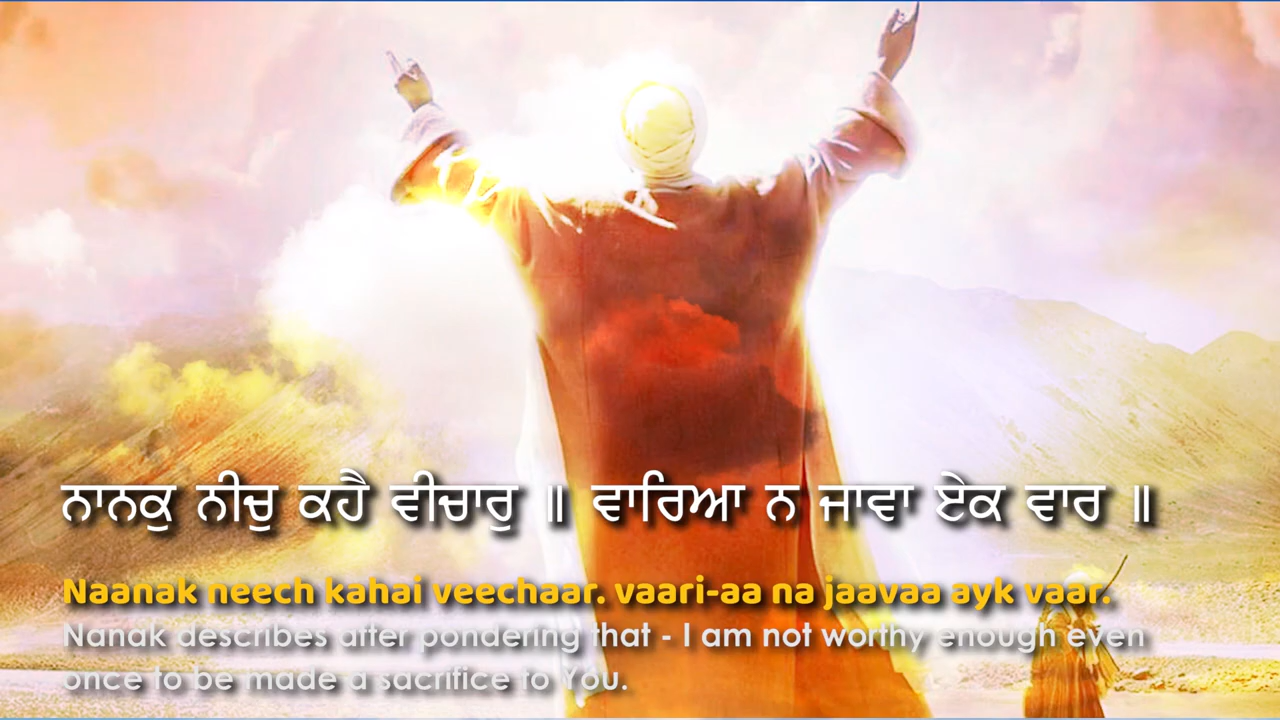 ਨਾਨਕੁ ਨੀਚੁ ਕਹੈ ਵੀਚਾਰੁ ॥ ਵਾਰਿਆ ਨ ਜਾਵਾ ਏਕ ਵਾਰ ॥
Naanak neech kahai veechaar. vaari-aa na jaavaa ayk vaar.
Nanak describes after pondering that - I am not worthy enough even
once to be made a sacrifice to You.